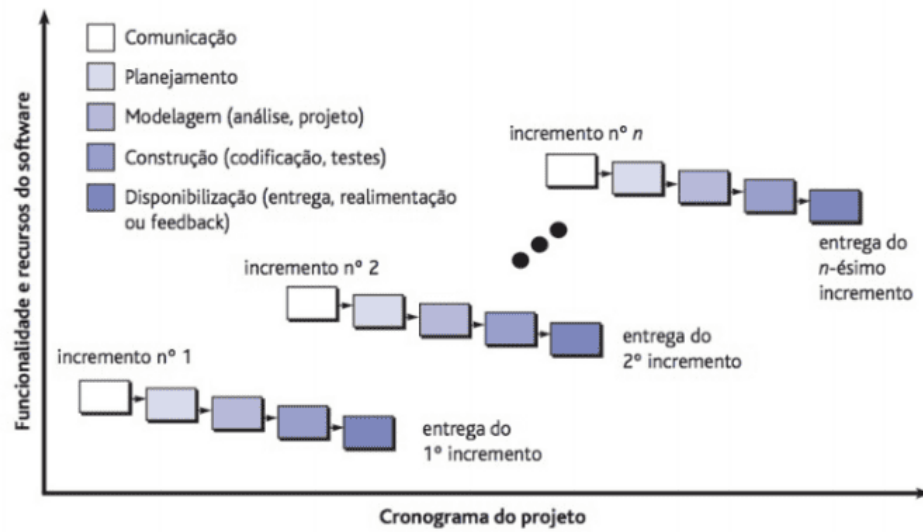 Funcionalidade e recursos do software
Comunicação
Planejamento
Modelagem (análise, projeto)
Construção (codificação, testes)
Disponibilização (entrega, realimentação
ou feedback)
incremento nº n
entrega do
n-ésimo
incremento
incremento nº 2
entrega do
2º incremento
incremento nº 1
entrega do
1º incremento
Cronograma do projeto